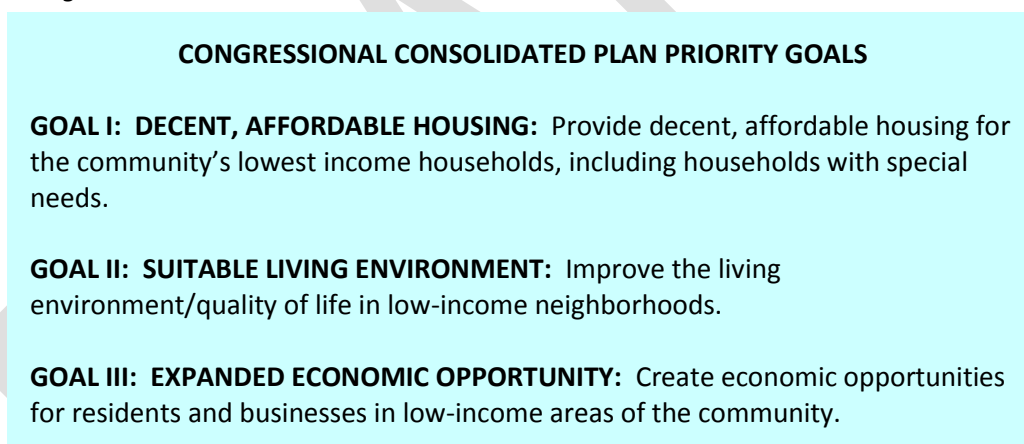 CONGRESSIONAL CONSOLIDATED PLAN PRIORITY GOALS
GOAL I: DECENT, AFFORDABLE HOUSING: Provide decent, affordable housing for
the community’s lowest income households, including households with special
needs.
GOAL II: SUITABLE LIVING ENVIRONMENT: Improve the living
environment/quality of life in low-income neighborhoods.
GOAL III: EXPANDED ECONOMIC OPPORTUNITY: Create economic opportunities
for residents and businesses in low-income areas of the community.